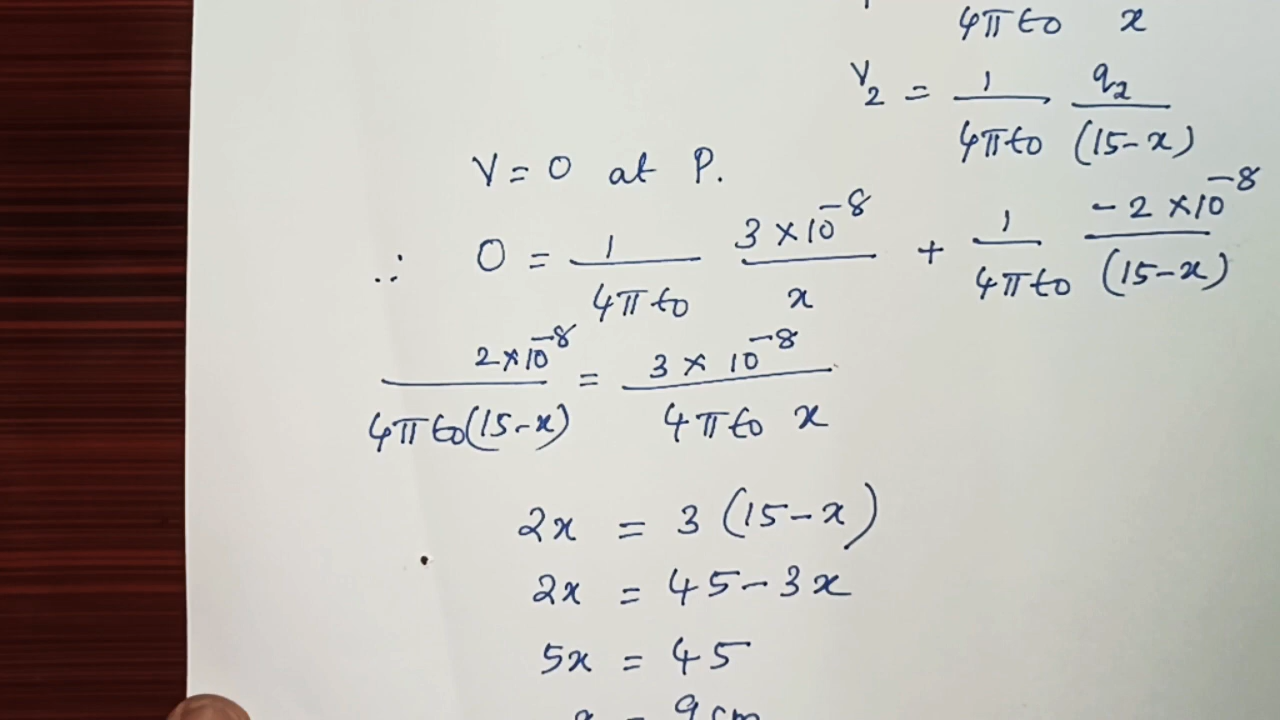 4π€0 x
V2 = 1/4π€0 q2/(15-x)
V = 0 at P.
∴ 0 = 1/4π€0 3×10^-8/x + 1/4π€0 -2×10^-8/(15-x)
2×10^-8/4π€0(15-x) = 3×10^-8/4π€0 x
2x = 3(15-x)
2x = 45-3x
5x = 45
x = 9cm